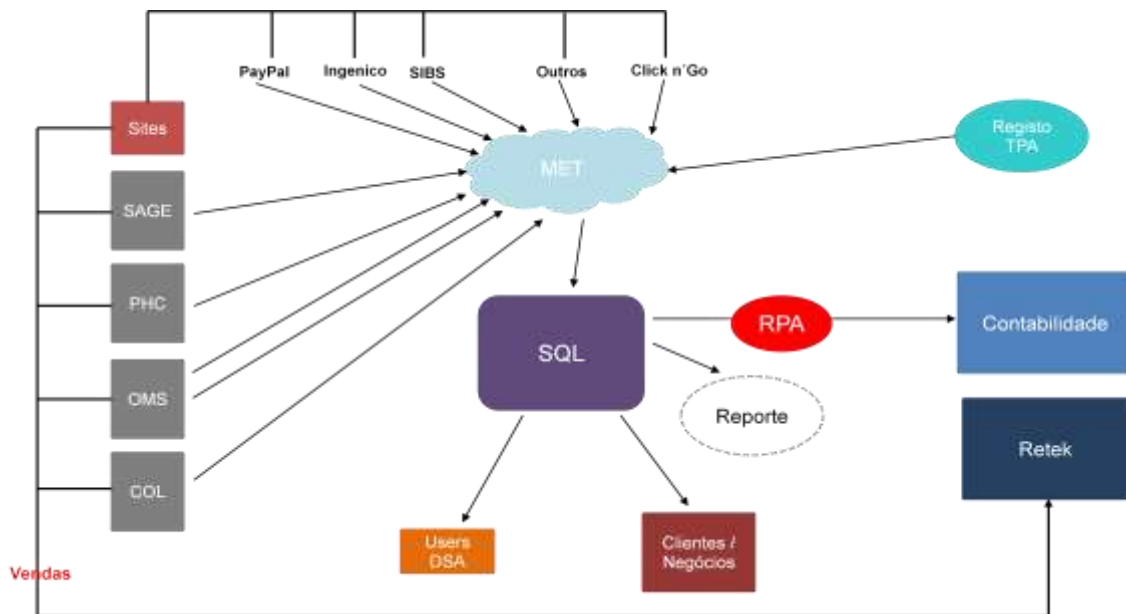 PayPal
Ingenico
SIBS
Outros
Click n´Go
Sites
Registo
TPA
MET
SAGE
PHC
SQL
RPA
Contabilidade
OMS
Reporte
Retek
COL
Users
DSA
Clientes /
Negócios
Vendas